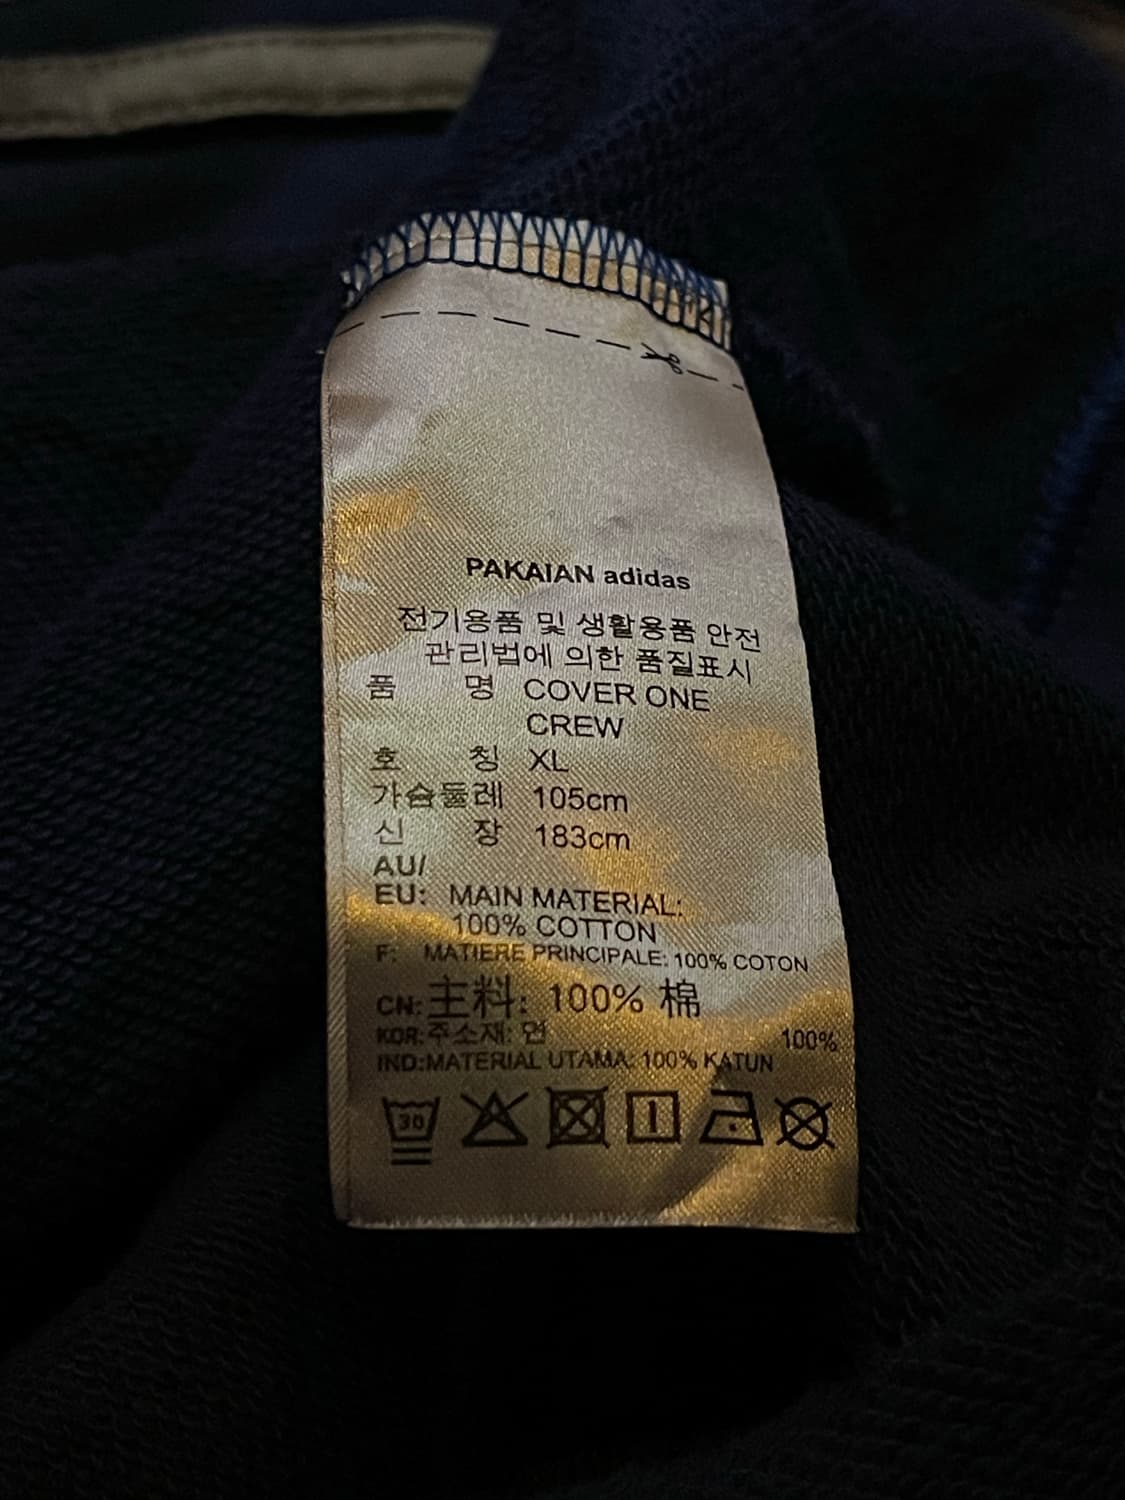 PAKAIAN adidas
전기용품 및 생활용품 안전
관리법에 의한 품질표시
품 명 COVER ONE
CREW
호 칭 XL
가슴둘레 105cm
신 장 183cm
AU/
EU: MAIN MATERIAL:
100% COTTON
F: MATIERE PRINCIPALE: 100% COTON
CN: 主料: 100% 棉
KOR: 주소재: 면 100%
IND:MATERIAL UTAMA: 100% KATUN
30